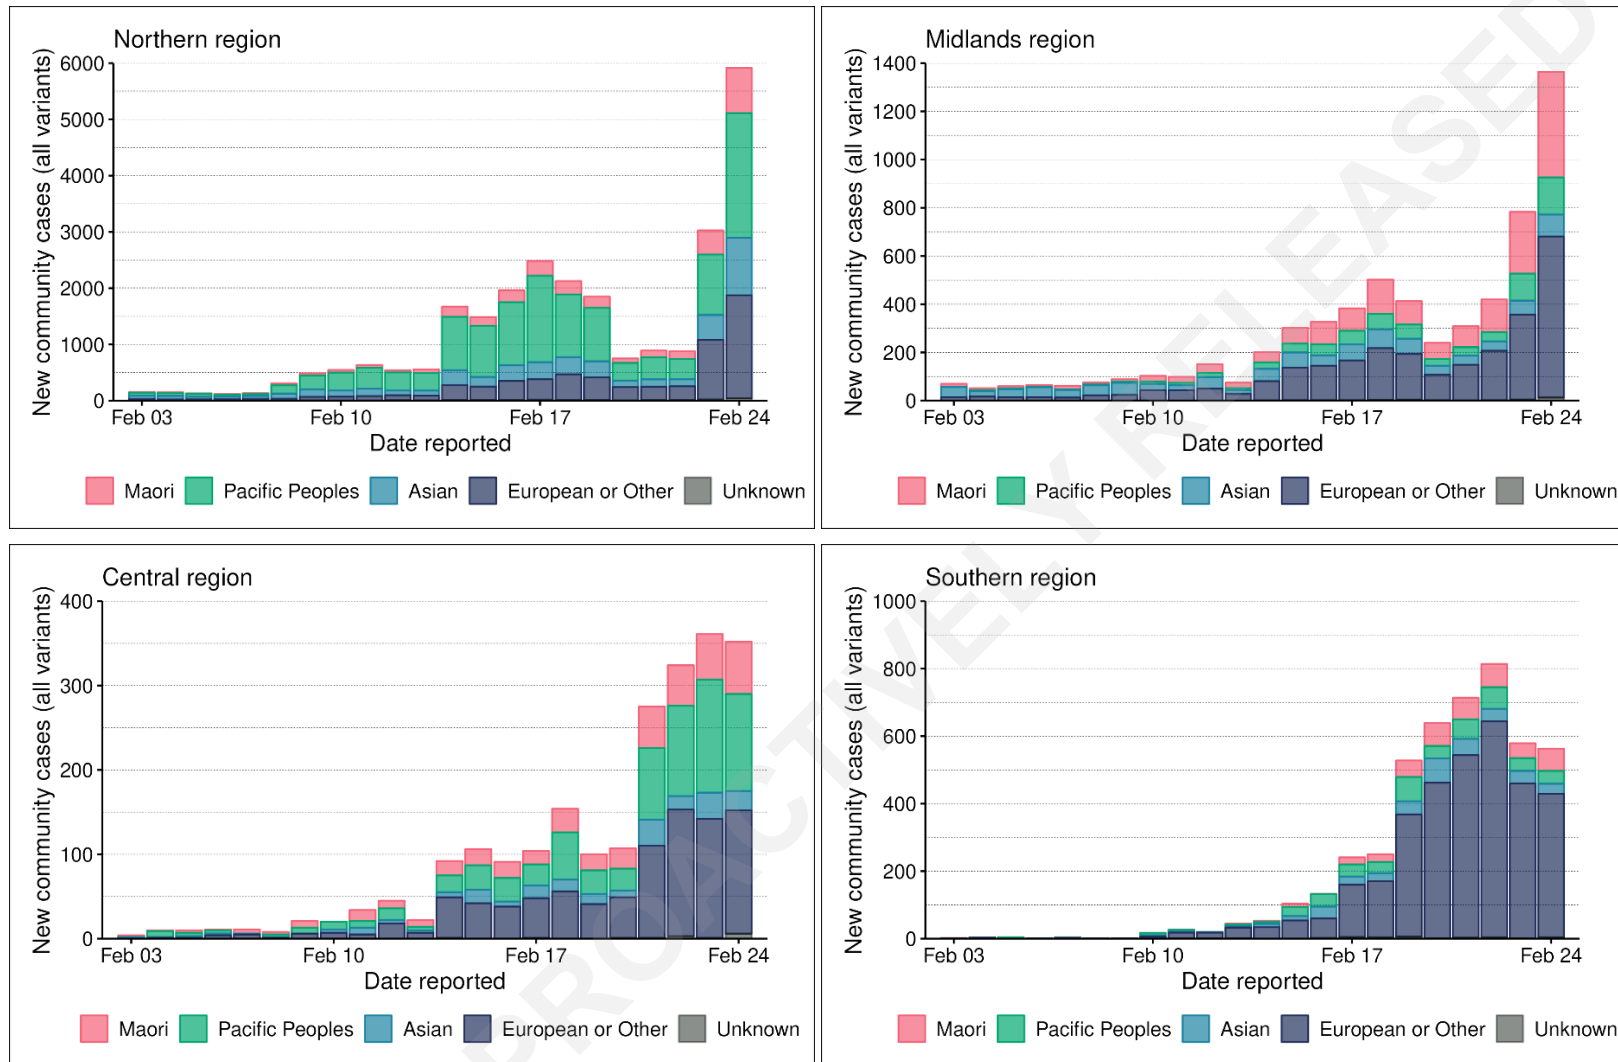 Northern region
New community cases (all variants)
6000
5000
4000
3000
2000
1000
0
Feb 03 Feb 10 Feb 17 Feb 24
Date reported
Maori Pacific Peoples Asian European or Other Unknown
Midlands region
New community cases (all variants)
1400
1200
1000
800
600
400
200
0
Feb 03 Feb 10 Feb 17 Feb 24
Date reported
Maori Pacific Peoples Asian European or Other Unknown
Central region
New community cases (all variants)
400
300
200
100
0
Feb 03 Feb 10 Feb 17 Feb 24
Date reported
Maori Pacific Peoples Asian European or Other Unknown
Southern region
New community cases (all variants)
1000
800
600
400
200
0
Feb 03 Feb 10 Feb 17 Feb 24
Date reported
Maori Pacific Peoples Asian European or Other Unknown
PROACTIVELY RELEASED